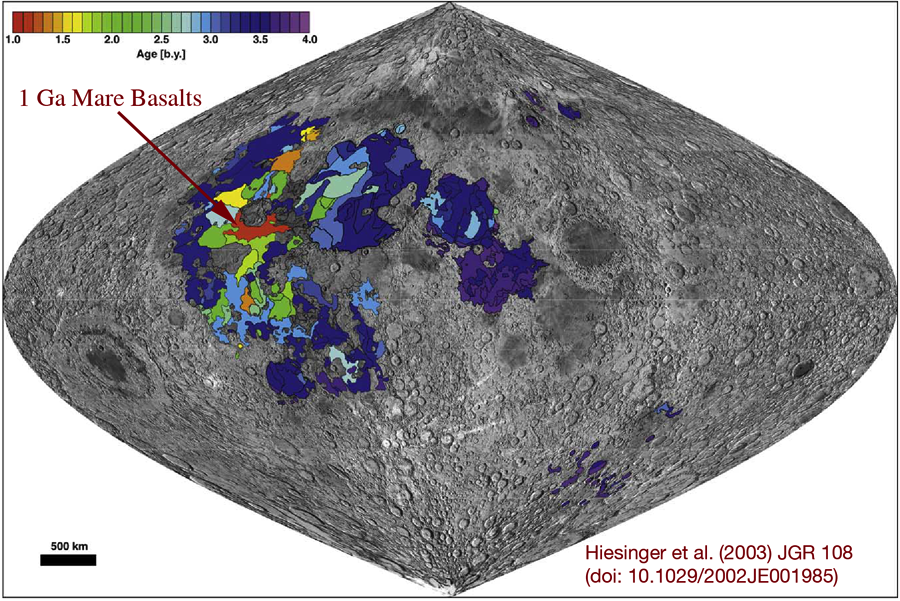 1.0 1.5 2.0 2.5 3.0 3.5 4.0
Age [b.y.]
1 Ga Mare Basalts
500 km
Hiesinger et al. (2003) JGR 108
(doi: 10.1029/2002JE001985)